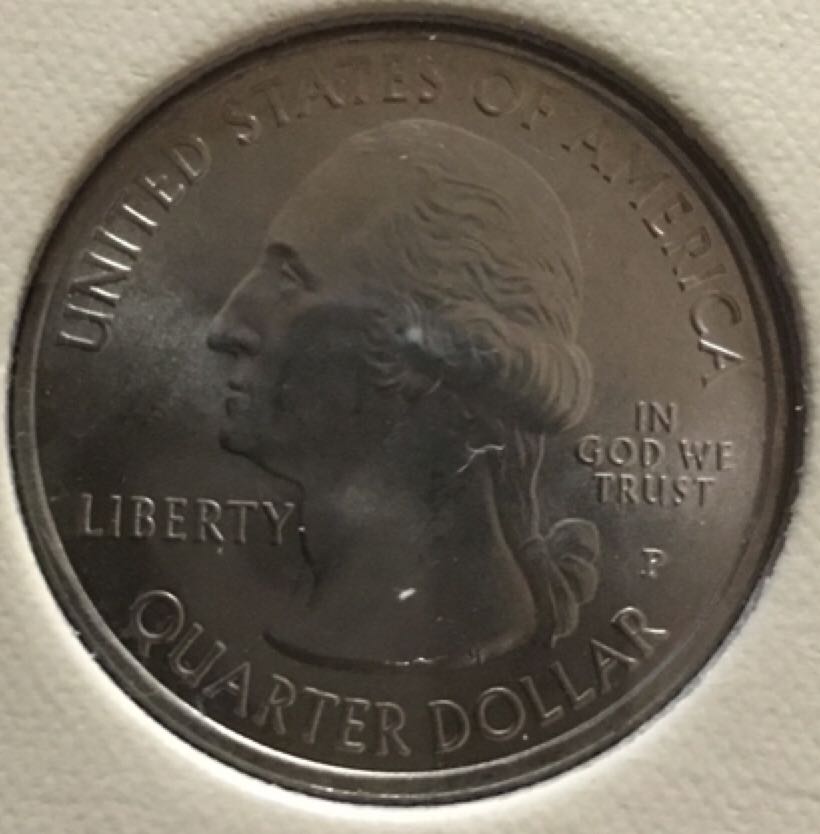 UNITED STATES OF AMERICA
LIBERTY
IN
GOD WE
TRUST
P
QUARTER DOLLAR